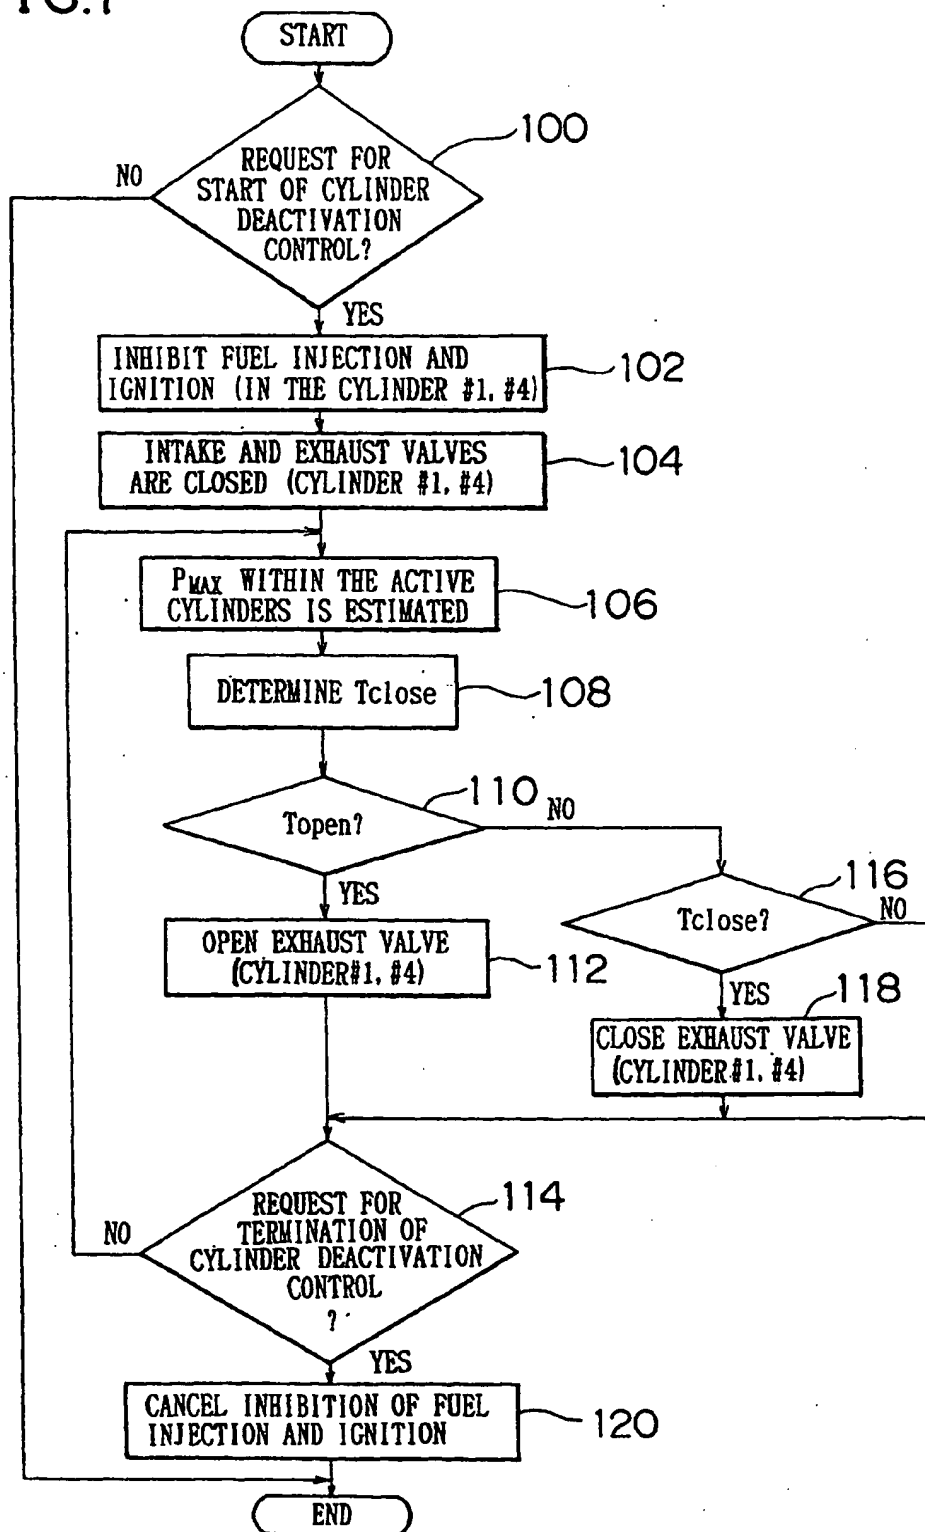 START
100
REQUEST FOR
START OF CYLINDER
DEACTIVATION
CONTROL?
NO
YES
INHIBIT FUEL INJECTION AND
IGNITION (IN THE CYLINDER #1, #4)
102
INTAKE AND EXHAUST VALVES
ARE CLOSED (CYLINDER #1, #4)
104
PMAX WITHIN THE ACTIVE
CYLINDERS IS ESTIMATED
106
DETERMINE Tclose
108
Topen?
110
NO
YES
Tclose?
116
NO
YES
OPEN EXHAUST VALVE
(CYLINDER#1, #4)
112
CLOSE EXHAUST VALVE
(CYLINDER#1, #4)
118
REQUEST FOR
TERMINATION OF
CYLINDER DEACTIVATION
CONTROL
?
114
NO
YES
CANCEL INHIBITION OF FUEL
INJECTION AND IGNITION
120
END